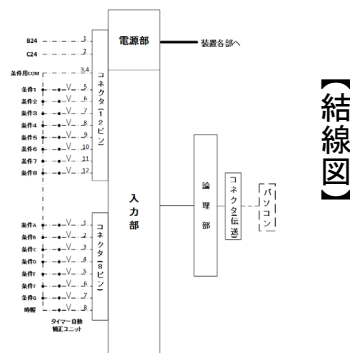 【結線図】
電源部
装置各部へ
B24 1
C24 2
条件用COM 3,4
条件1 5
条件2 6
条件3 7
条件4 8
条件5 9
条件6 10
条件7 11
条件8 12
コネクタ(12ピン)
入力部
論理部
コネクタ(伝送)
パソコン
条件A 1
条件B 2
条件C 3
条件D 4
条件E 5
条件F 6
条件G 7
時報 8
コネクタ(8ピン)
タイマー自動
補正ユニット